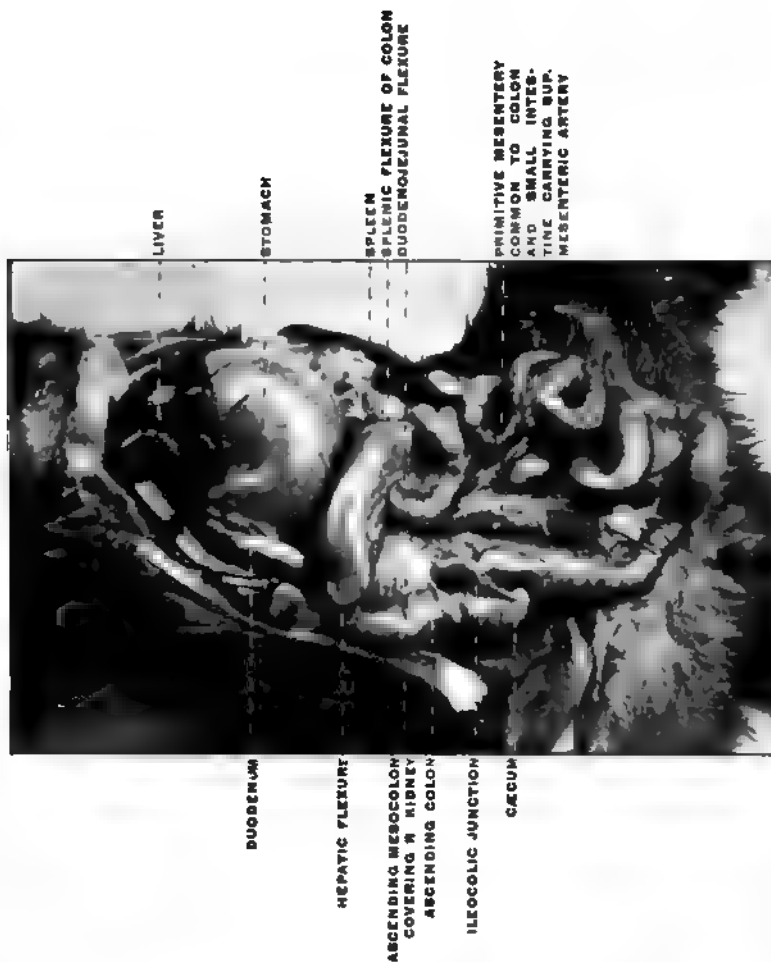 LIVER
STOMACH
SPLEEN
SPLENIC FLEXURE OF COLON
DUODENOJEJUNAL FLEXURE
PRIMITIVE MESENTERY
COMMON TO COLON
AND SMALL INTES-
TINE CARRYING SUP.
MESENTERIC ARTERY
DUODENUM
HEPATIC FLEXURE
ASCENDING MESOCOLON
COVERING R KIDNEY
ASCENDING COLON
ILEOCOLIC JUNCTION
CÆCUM